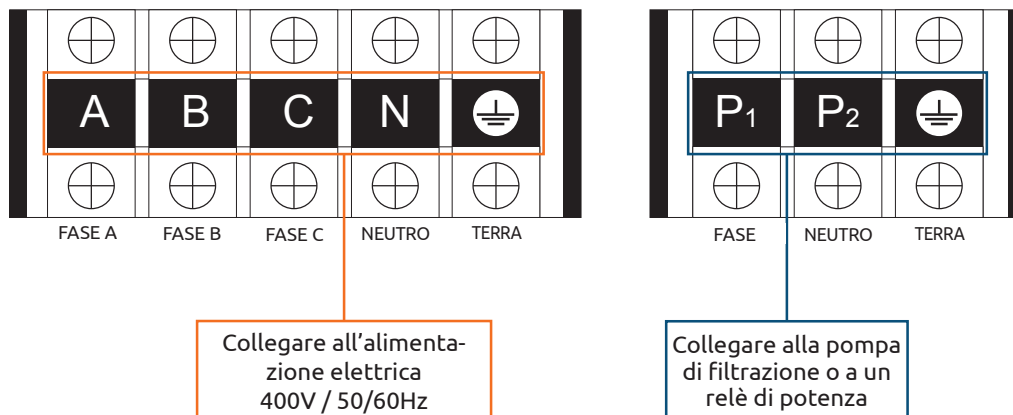 A B C N P1 P2
FASE A FASE B FASE C NEUTRO TERRA FASE NEUTRO TERRA
Collegare all'alimenta-
zione elettrica
400V / 50/60Hz
Collegare alla pompa
di filtrazione o a un
relè di potenza